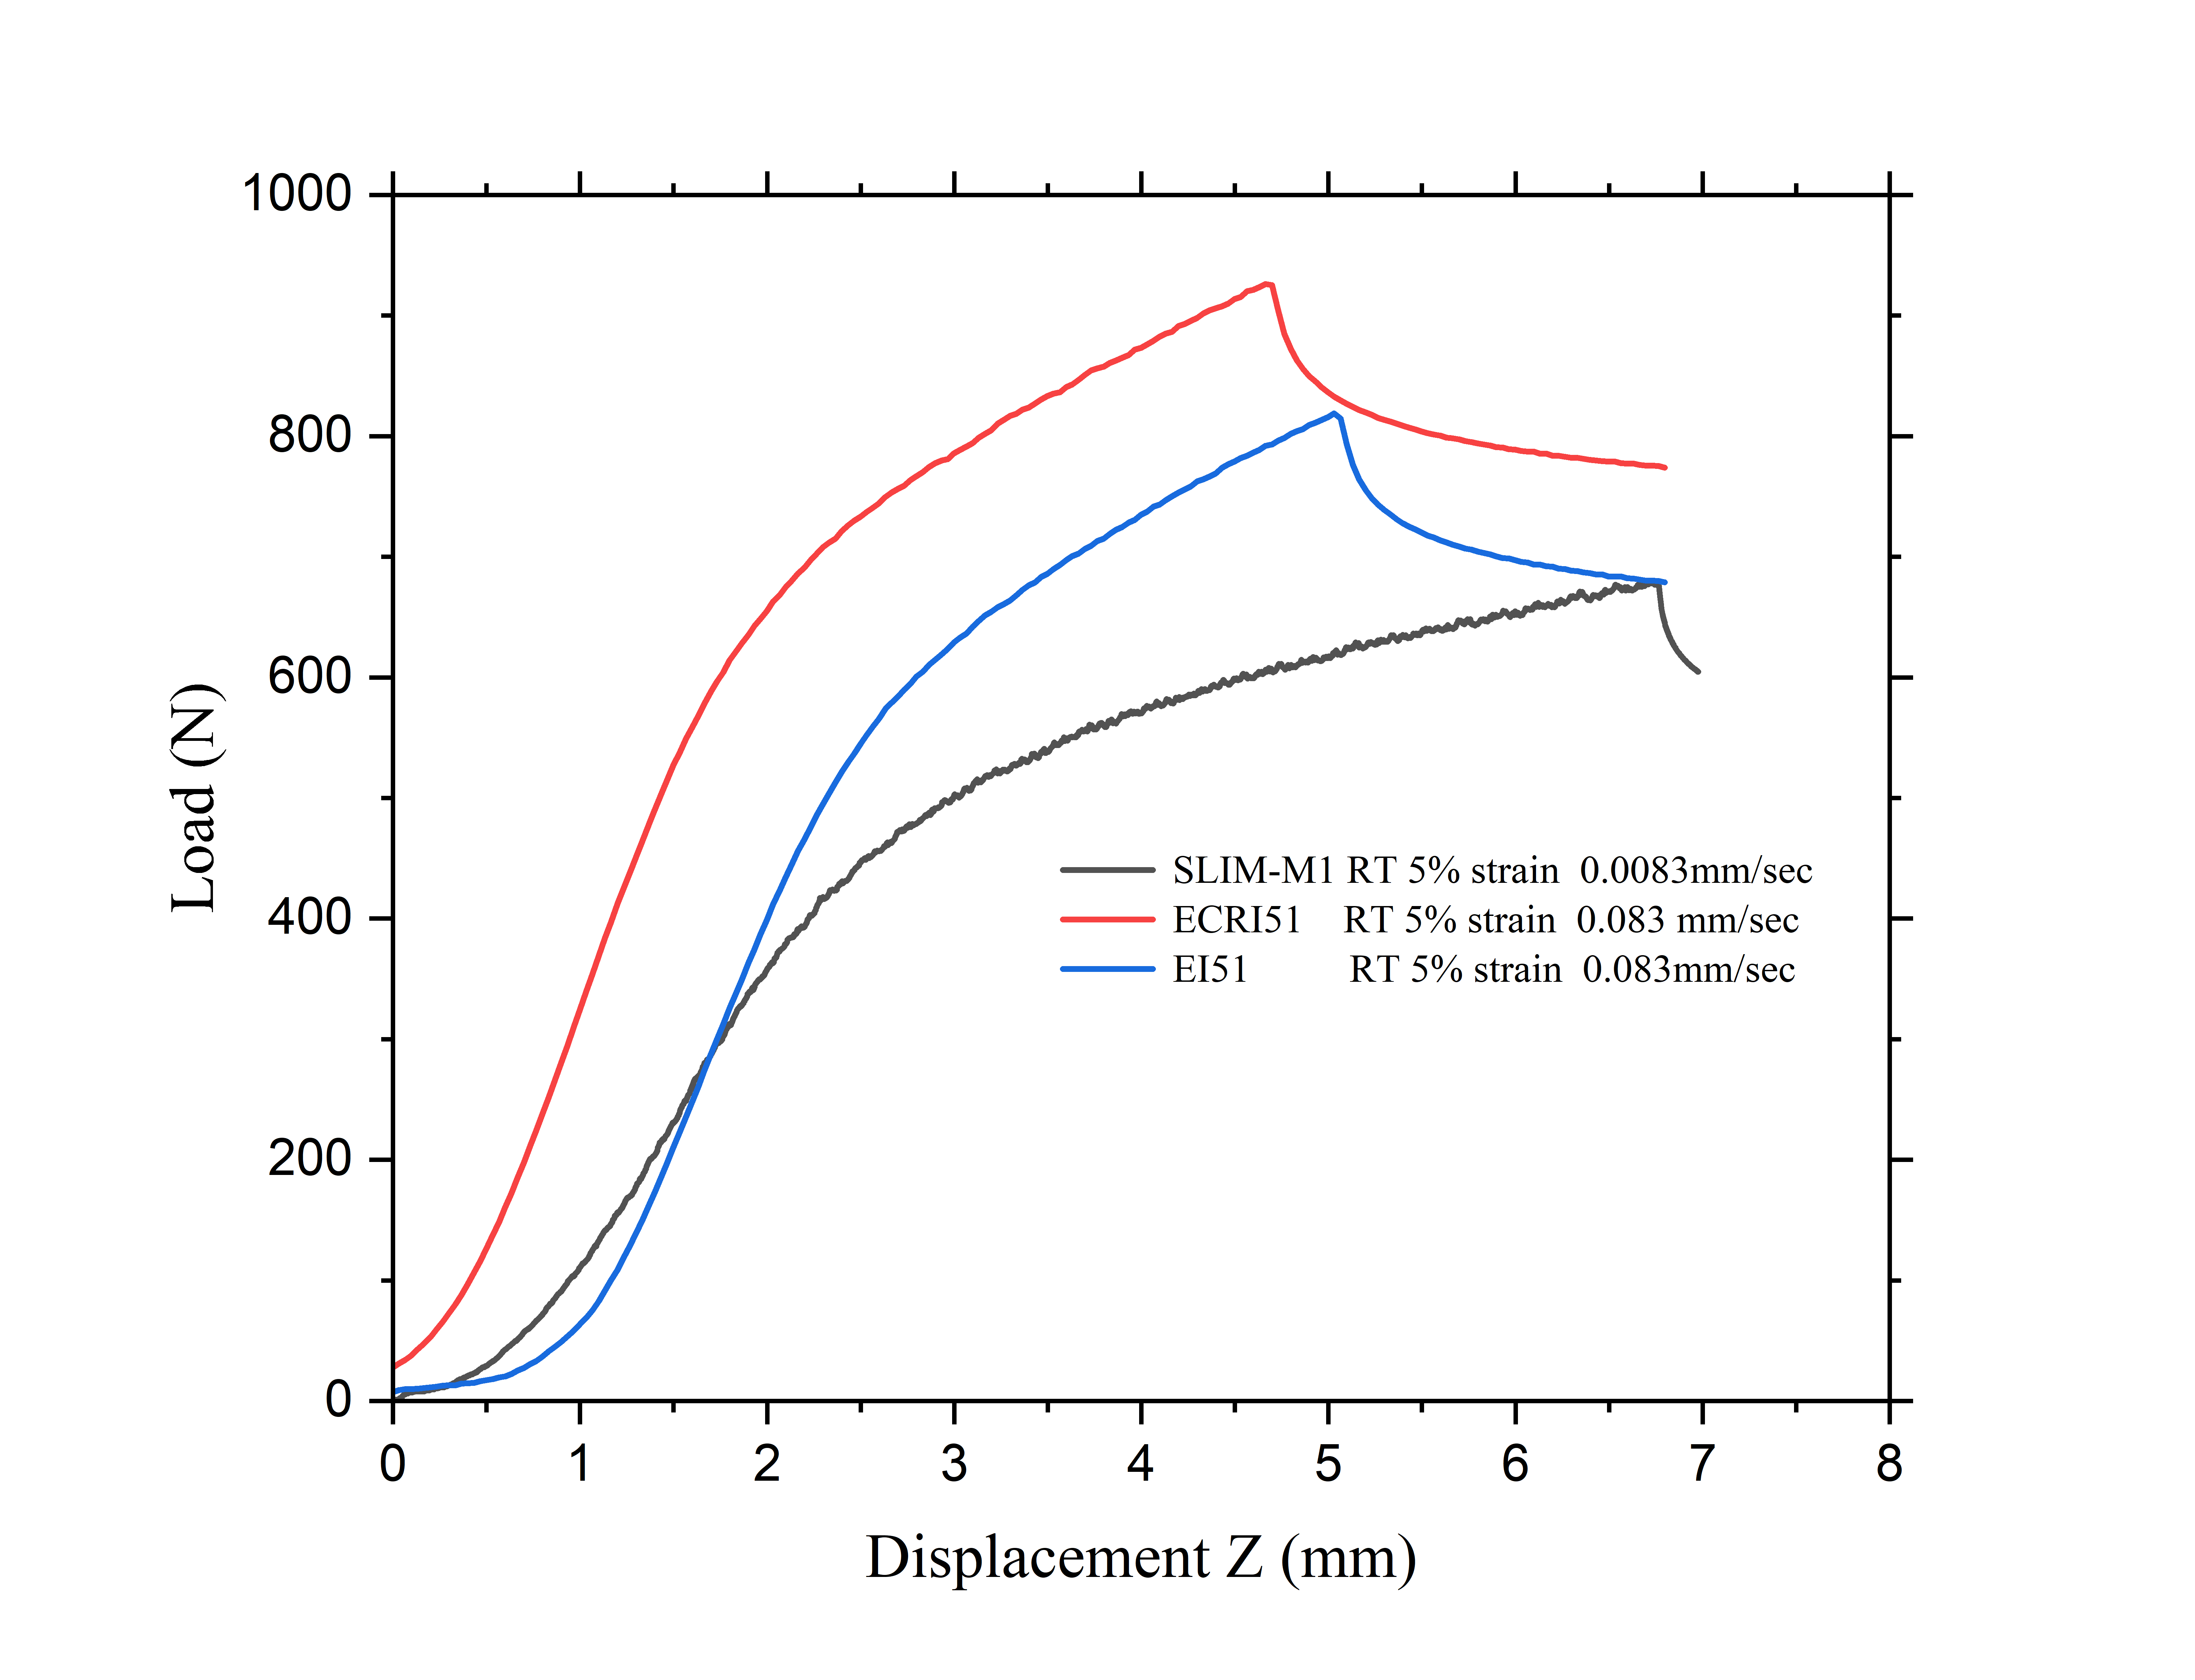 1000
800
600
400
200
0
0 1 2 3 4 5 6 7 8
Load (N)
Displacement Z (mm)
SLIM-M1 RT 5% strain 0.0083mm/sec
ECRI51 RT 5% strain 0.083 mm/sec
EI51 RT 5% strain 0.083mm/sec